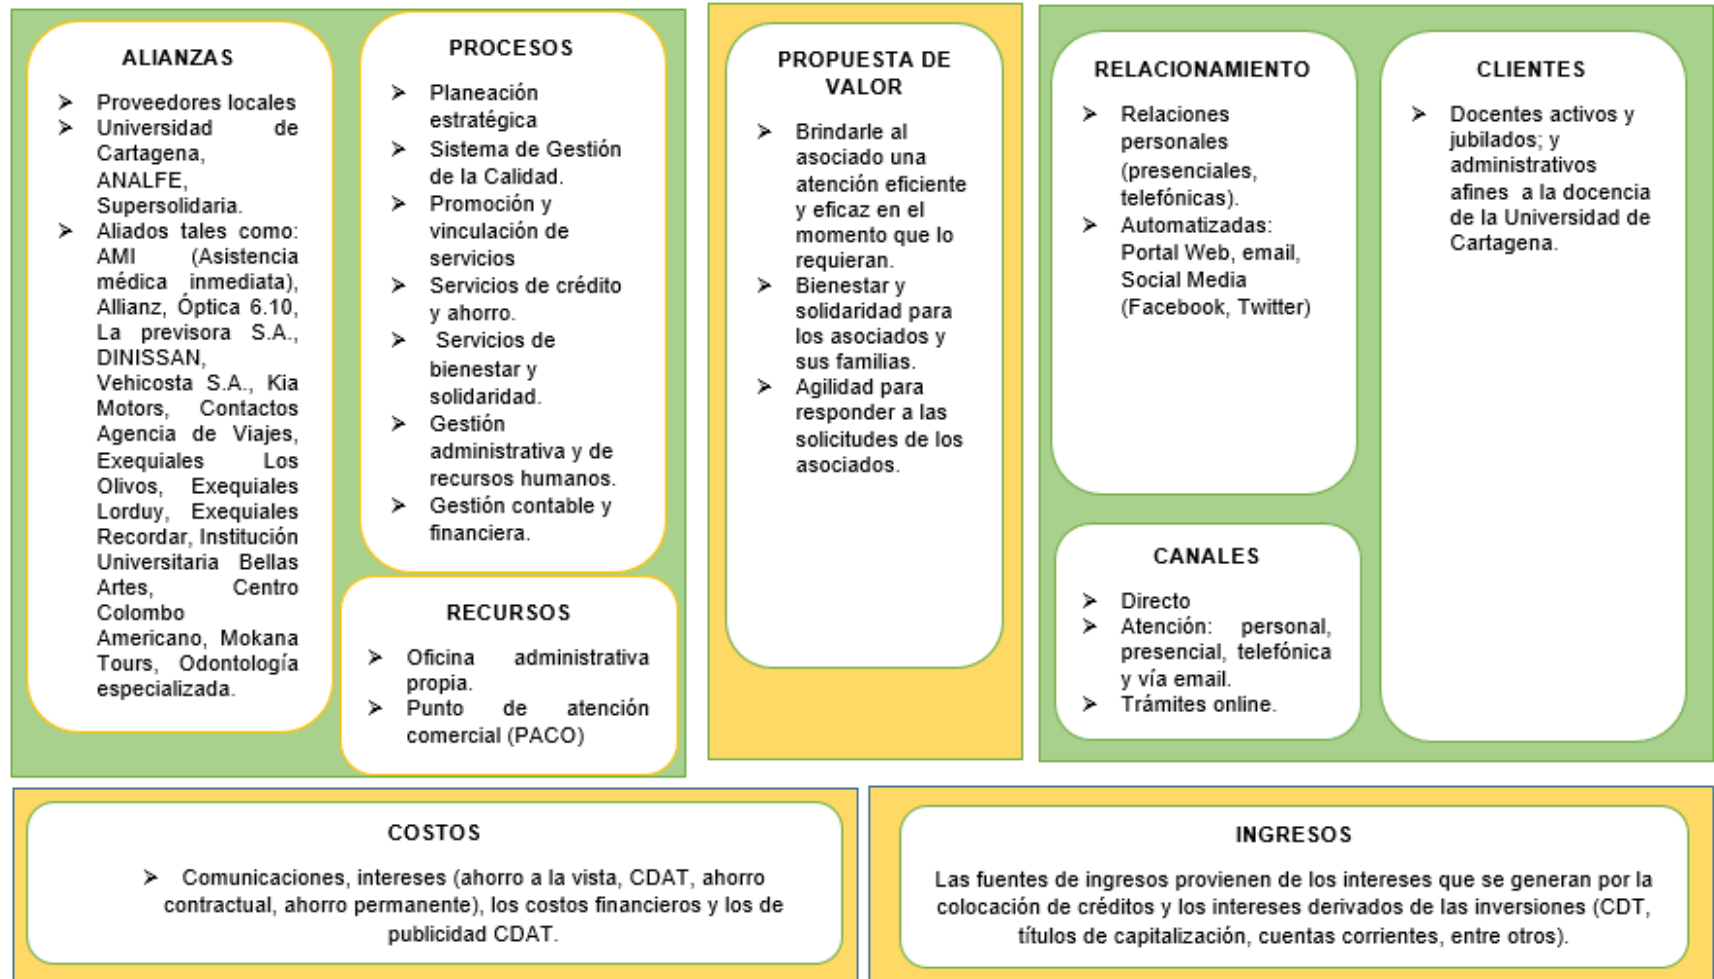 ALIANZAS
➤ Proveedores locales
➤ Universidad de
Cartagena,
ANALFE,
Supersolidaria.
➤ Aliados tales como:
AMI (Asistencia
médica inmediata),
Allianz, Óptica 6.10,
La previsora S.A.,
DINISSAN,
Vehicosta S.A., Kia
Motors, Contactos
Agencia de Viajes,
Exequiales Los
Olivos, Exequiales
Lorduy, Exequiales
Recordar, Institución
Universitaria Bellas
Artes, Centro
Colombo
Americano, Mokana
Tours, Odontología
especializada.
PROCESOS
➤ Planeación
estratégica
➤ Sistema de Gestión
de la Calidad.
➤ Promoción y
vinculación de
servicios
➤ Servicios de crédito
y ahorro.
➤ Servicios de
bienestar y
solidaridad.
➤ Gestión
administrativa y de
recursos humanos.
➤ Gestión contable y
financiera.
RECURSOS
➤ Oficina administrativa
propia.
➤ Punto de atención
comercial (PACO)
PROPUESTA DE
VALOR
➤ Brindarle al
asociado una
atención eficiente
y eficaz en el
momento que lo
requieran.
➤ Bienestar y
solidaridad para
los asociados y
sus familias.
➤ Agilidad para
responder a las
solicitudes de los
asociados.
RELACIONAMIENTO
➤ Relaciones
personales
(presenciales,
telefónicas).
➤ Automatizadas:
Portal Web, email,
Social Media
(Facebook, Twitter)
CANALES
➤ Directo
➤ Atención: personal,
presencial, telefónica
y vía email.
➤ Trámites online.
CLIENTES
➤ Docentes activos y
jubilados; y
administrativos
afines a la docencia
de la Universidad de
Cartagena.
COSTOS
➤ Comunicaciones, intereses (ahorro a la vista, CDAT, ahorro
contractual, ahorro permanente), los costos financieros y los de
publicidad CDAT.
INGRESOS
Las fuentes de ingresos provienen de los intereses que se generan por la
colocación de créditos y los intereses derivados de las inversiones (CDT,
títulos de capitalización, cuentas corrientes, entre otros).